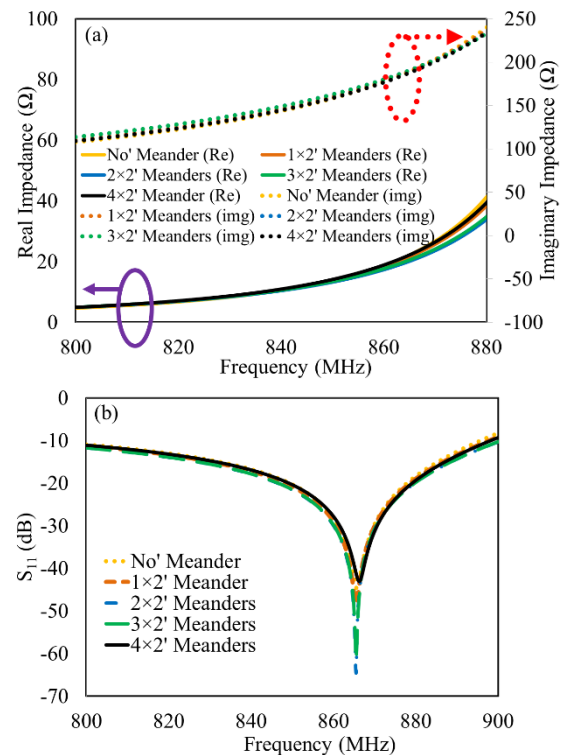 (a)
100
80
60
40
20
0
Real Impedance (Ω)
250
200
150
100
50
0
-50
-100
Imaginary Impedance (Ω)
No' Meander (Re) 1×2' Meanders (Re)
2×2' Meanders (Re) 3×2' Meanders (Re)
4×2' Meander (Re) No' Meander (img)
1×2' Meanders (img) 2×2' Meanders (img)
3×2' Meanders (img) 4×2' Meanders (img)
800 820 840 860 880
Frequency (MHz)
(b)
0
-10
-20
-30
-40
-50
-60
-70
S11 (dB)
No' Meander
1×2' Meander
2×2' Meanders
3×2' Meanders
4×2' Meanders
800 820 840 860 880 900
Frequency (MHz)